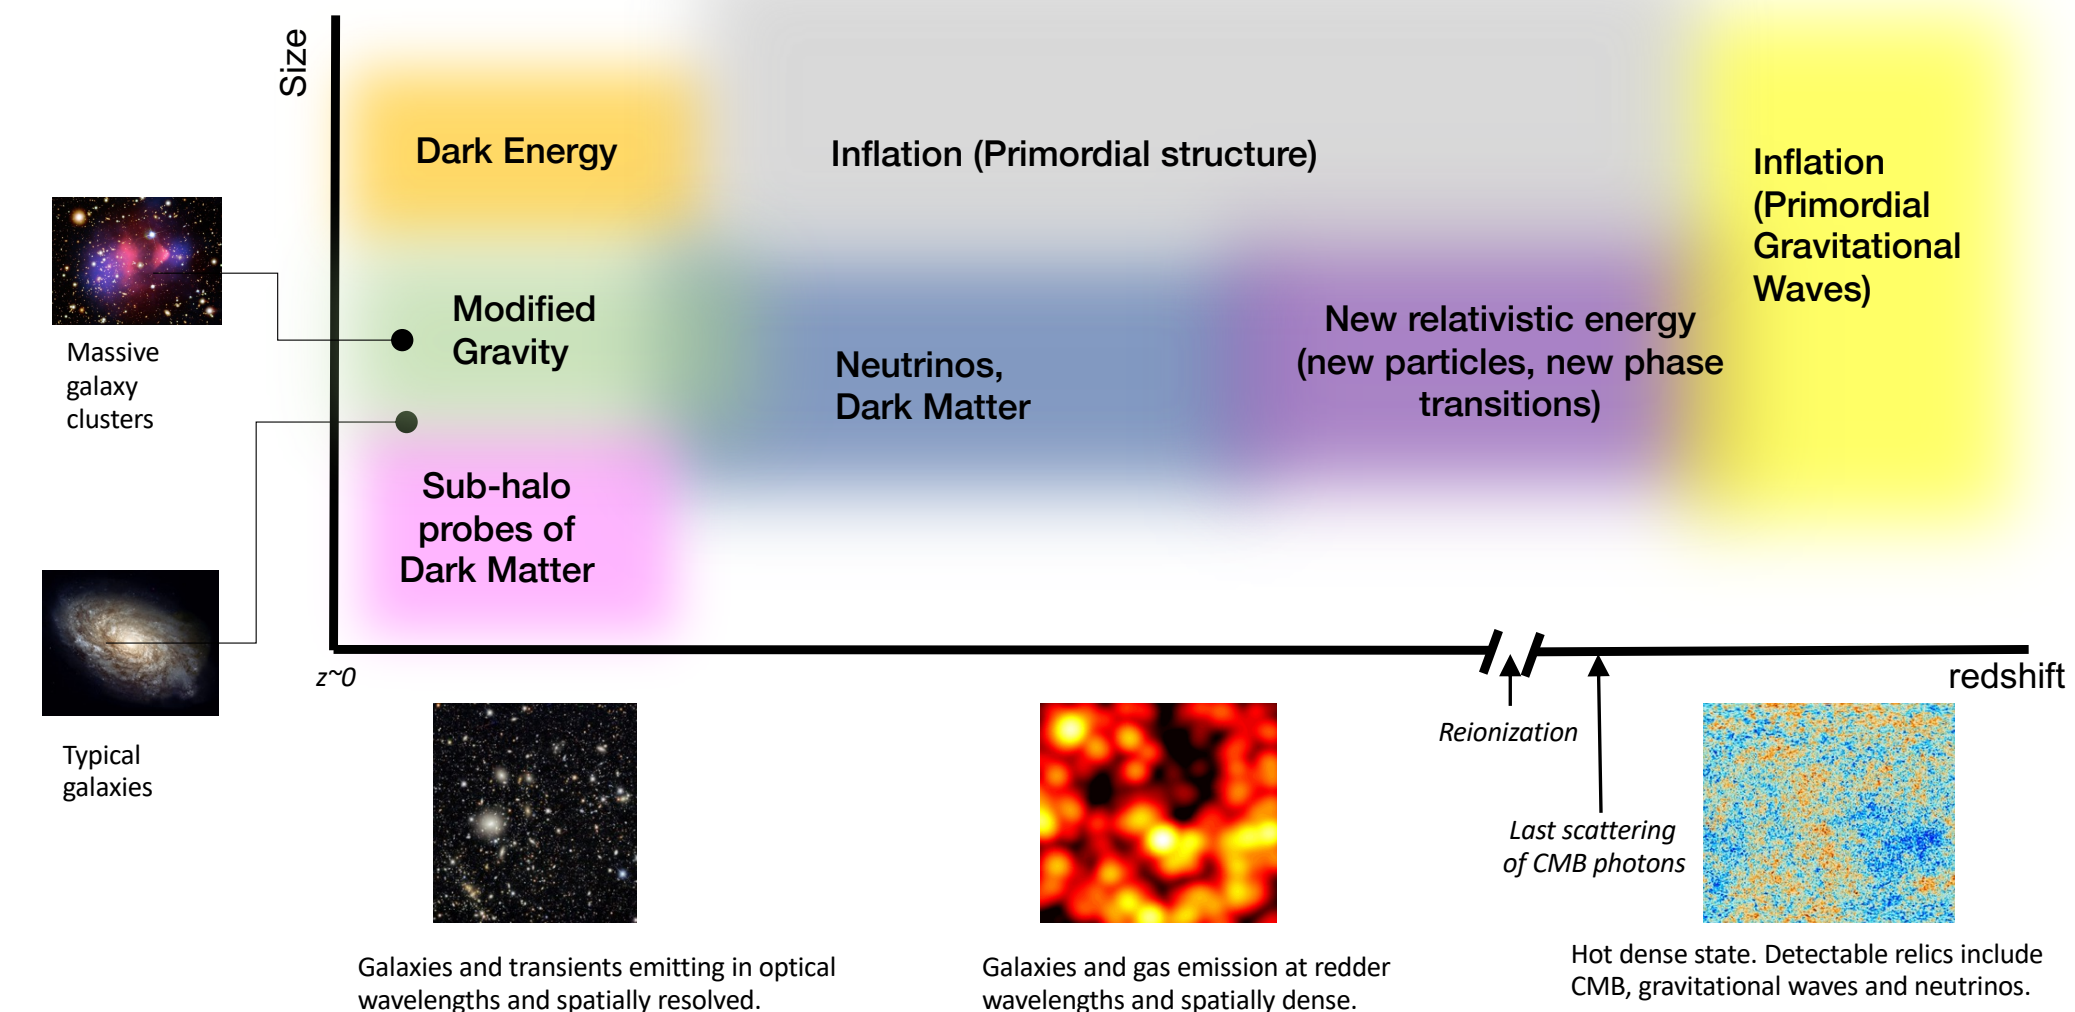 Size
Dark Energy
Inflation (Primordial structure)
Inflation
(Primordial
Gravitational
Waves)
Massive
galaxy
clusters
Modified
Gravity
Neutrinos,
Dark Matter
New relativistic energy
(new particles, new phase
transitions)
Sub-halo
probes of
Dark Matter
Typical
galaxies
z~0
redshift
Reionization
Last scattering
of CMB photons
Galaxies and transients emitting in optical
wavelengths and spatially resolved.
Galaxies and gas emission at redder
wavelengths and spatially dense.
Hot dense state. Detectable relics include
CMB, gravitational waves and neutrinos.